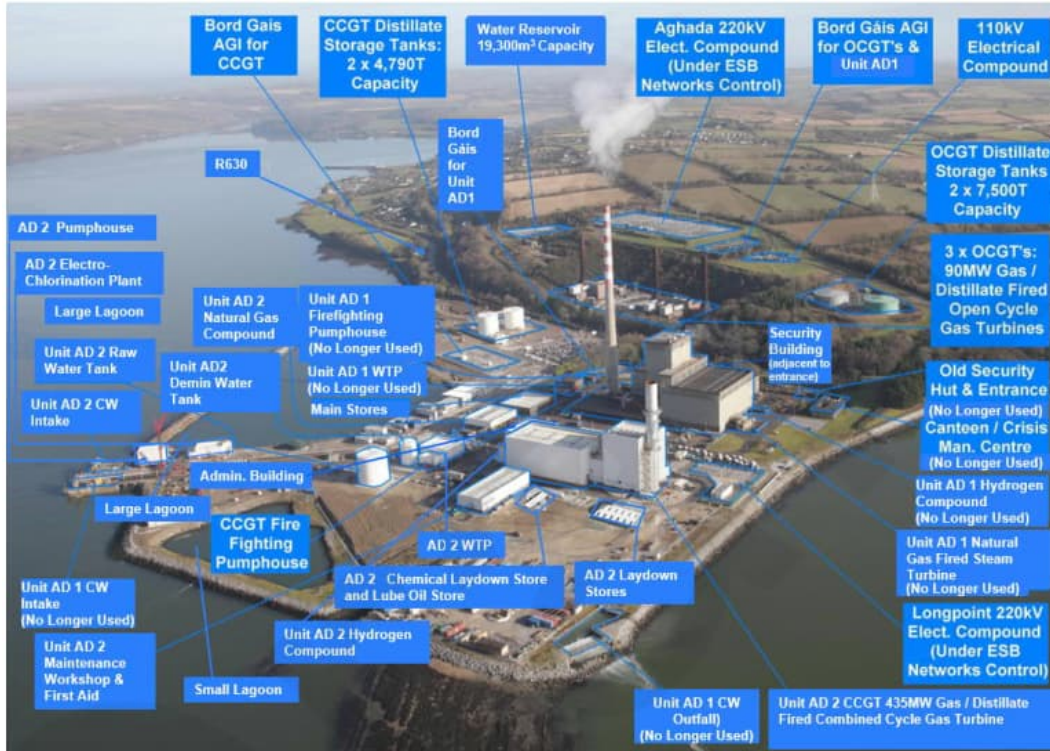 Bord Gais
AGI for
CCGT
CCGT Distillate
Storage Tanks:
2 x 4,790T
Capacity
Water Reservoir
19,300m³ Capacity
Aghada 220kV
Elect. Compound
(Under ESB
Networks Control)
Bord Gáis AGI
for OCGT's &
Unit AD1
110kV
Electrical
Compound
Bord
Gáis
for
Unit
AD1
R630
OCGT Distillate
Storage Tanks
2 x 7,500T
Capacity
AD 2 Pumphouse
AD 2 Electro-
Chlorination Plant
Large Lagoon
Unit AD 2 Raw
Water Tank
Unit AD 2 CW
Intake
Unit AD2
Demin Water
Tank
Unit AD 2
Natural Gas
Compound
Unit AD 1
Firefighting
Pumphouse
(No Longer Used)
Unit AD 1 WTP
(No Longer Used)
Main Stores
3 x OCGT's:
90MW Gas /
Distillate Fired
Open Cycle
Gas Turbines
Security
Building
(adjacent to
entrance)
Old Security
Hut & Entrance
(No Longer Used)
Canteen / Crisis
Man. Centre
(No Longer Used)
Unit AD 1 Hydrogen
Compound
(No Longer Used)
Unit AD 1 Natural
Gas Fired Steam
Turbine
(No Longer Used)
Longpoint 220kV
Elect. Compound
(Under ESB
Networks Control)
Admin. Building
Large Lagoon
CCGT Fire
Fighting
Pumphouse
AD 2 WTP
AD 2 Chemical Laydown Store
and Lube Oil Store
AD 2 Laydown
Stores
Unit AD 1 CW
Intake
(No Longer Used)
Unit AD 2
Maintenance
Workshop &
First Aid
Small Lagoon
Unit AD 2 Hydrogen
Compound
Unit AD 1 CW
Outfall)
(No Longer Used)
Unit AD 2 CCGT 435MW Gas / Distillate
Fired Combined Cycle Gas Turbine